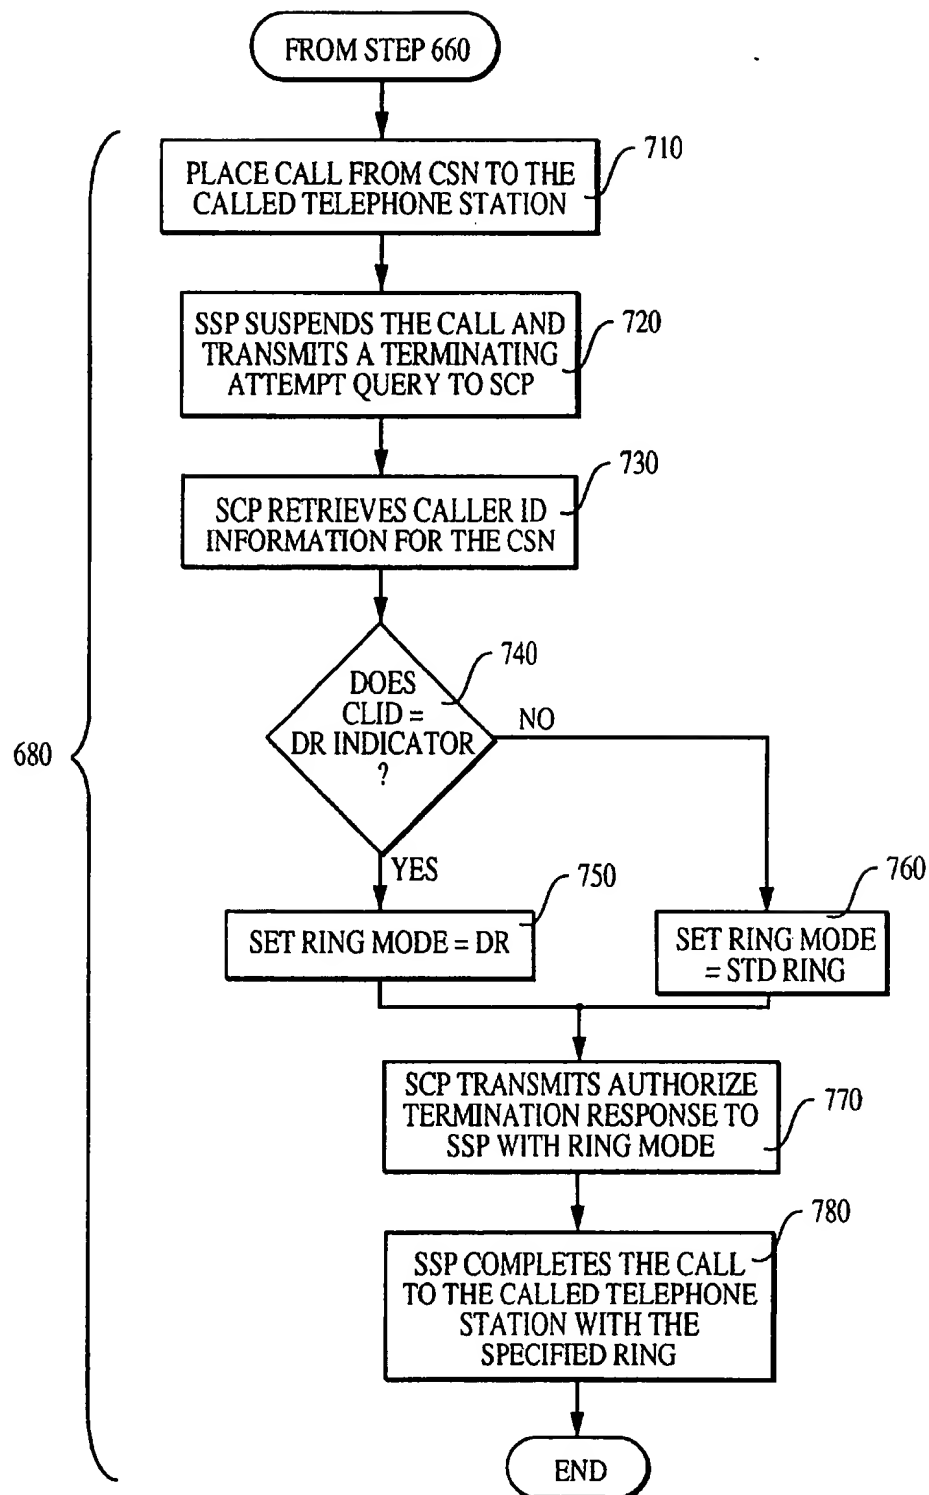 FROM STEP 660
710
PLACE CALL FROM CSN TO THE
CALLED TELEPHONE STATION
720
SSP SUSPENDS THE CALL AND
TRANSMITS A TERMINATING
ATTEMPT QUERY TO SCP
730
SCP RETRIEVES CALLER ID
INFORMATION FOR THE CSN
740
DOES
CLID =
DR INDICATOR
?
NO
680
YES
750
SET RING MODE = DR
760
SET RING MODE
= STD RING
SCP TRANSMITS AUTHORIZE
TERMINATION RESPONSE TO
SSP WITH RING MODE
770
780
SSP COMPLETES THE CALL
TO THE CALLED TELEPHONE
STATION WITH THE
SPECIFIED RING
END